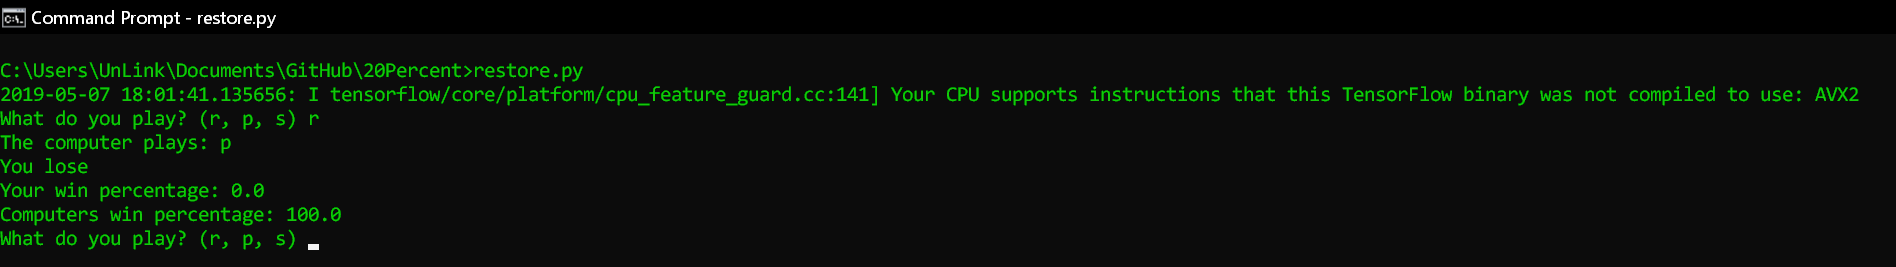 Command Prompt - restore.py
C:\Users\UnLink\Documents\GitHub\20Percent>restore.py
2019-05-07 18:01:41.135656: I tensorflow/core/platform/cpu_feature_guard.cc:141] Your CPU supports instructions that this TensorFlow binary was not compiled to use: AVX2
What do you play? (r, p, s) r
The computer plays: p
You lose
Your win percentage: 0.0
Computers win percentage: 100.0
What do you play? (r, p, s)